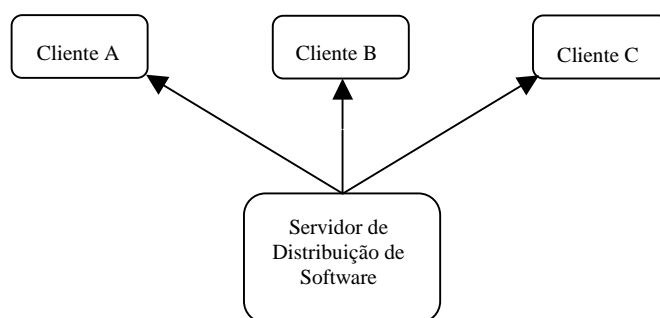 Cliente A
Cliente B
Cliente C
Servidor de
Distribuição de
Software